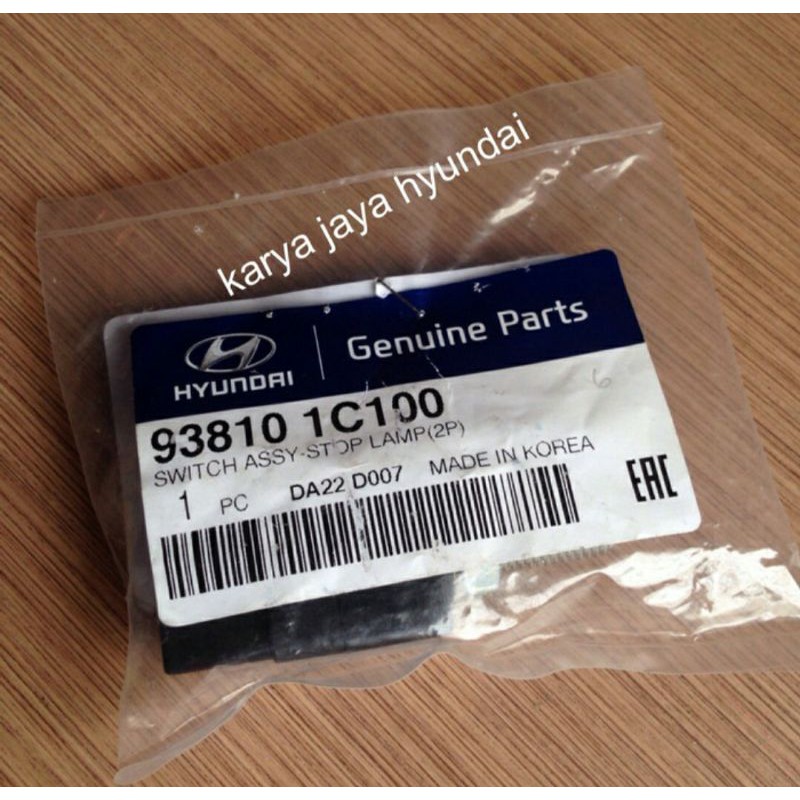 karya jaya hyundai
HYUNDAI
Genuine Parts
93810 1C100
SWITCH ASSY-STOP LAMP(2P)
1 PC DA22 D007 MADE IN KOREA
EAC
6